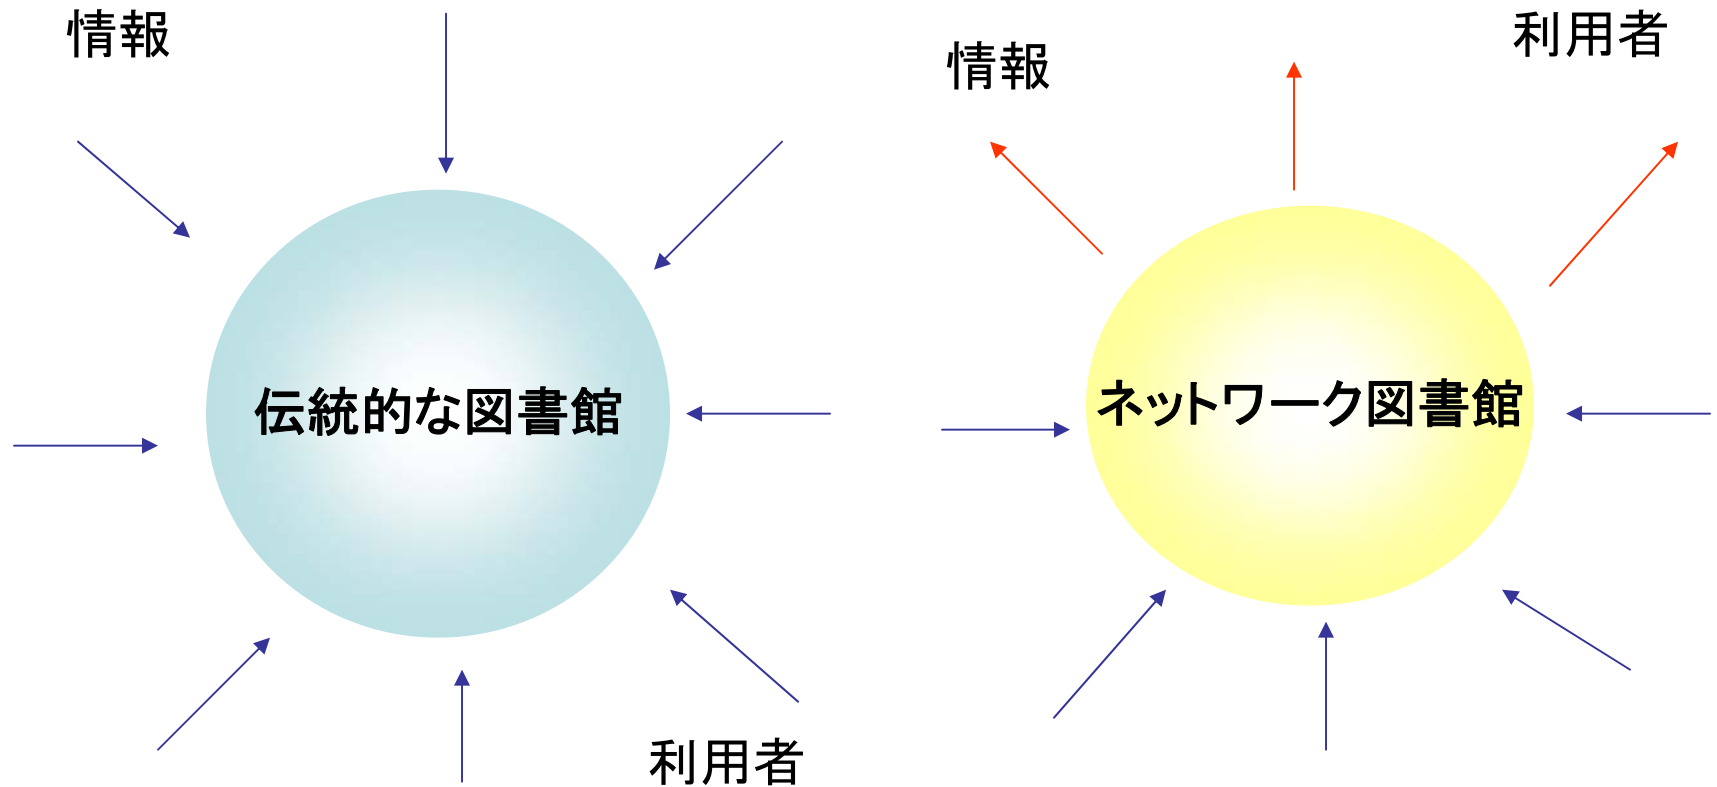 情報
伝統的な図書館
利用者
情報
利用者
ネットワーク図書館